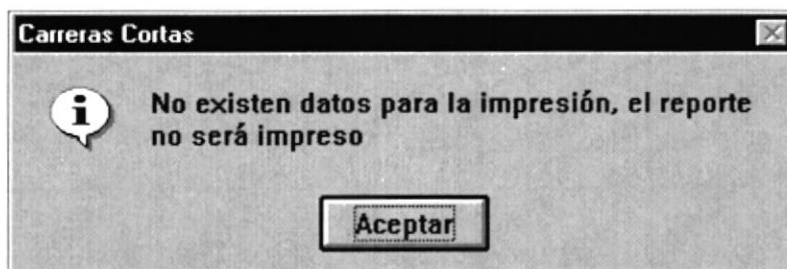 Carreras Cortas
No existen datos para la impresión, el reporte
no será impreso
Aceptar